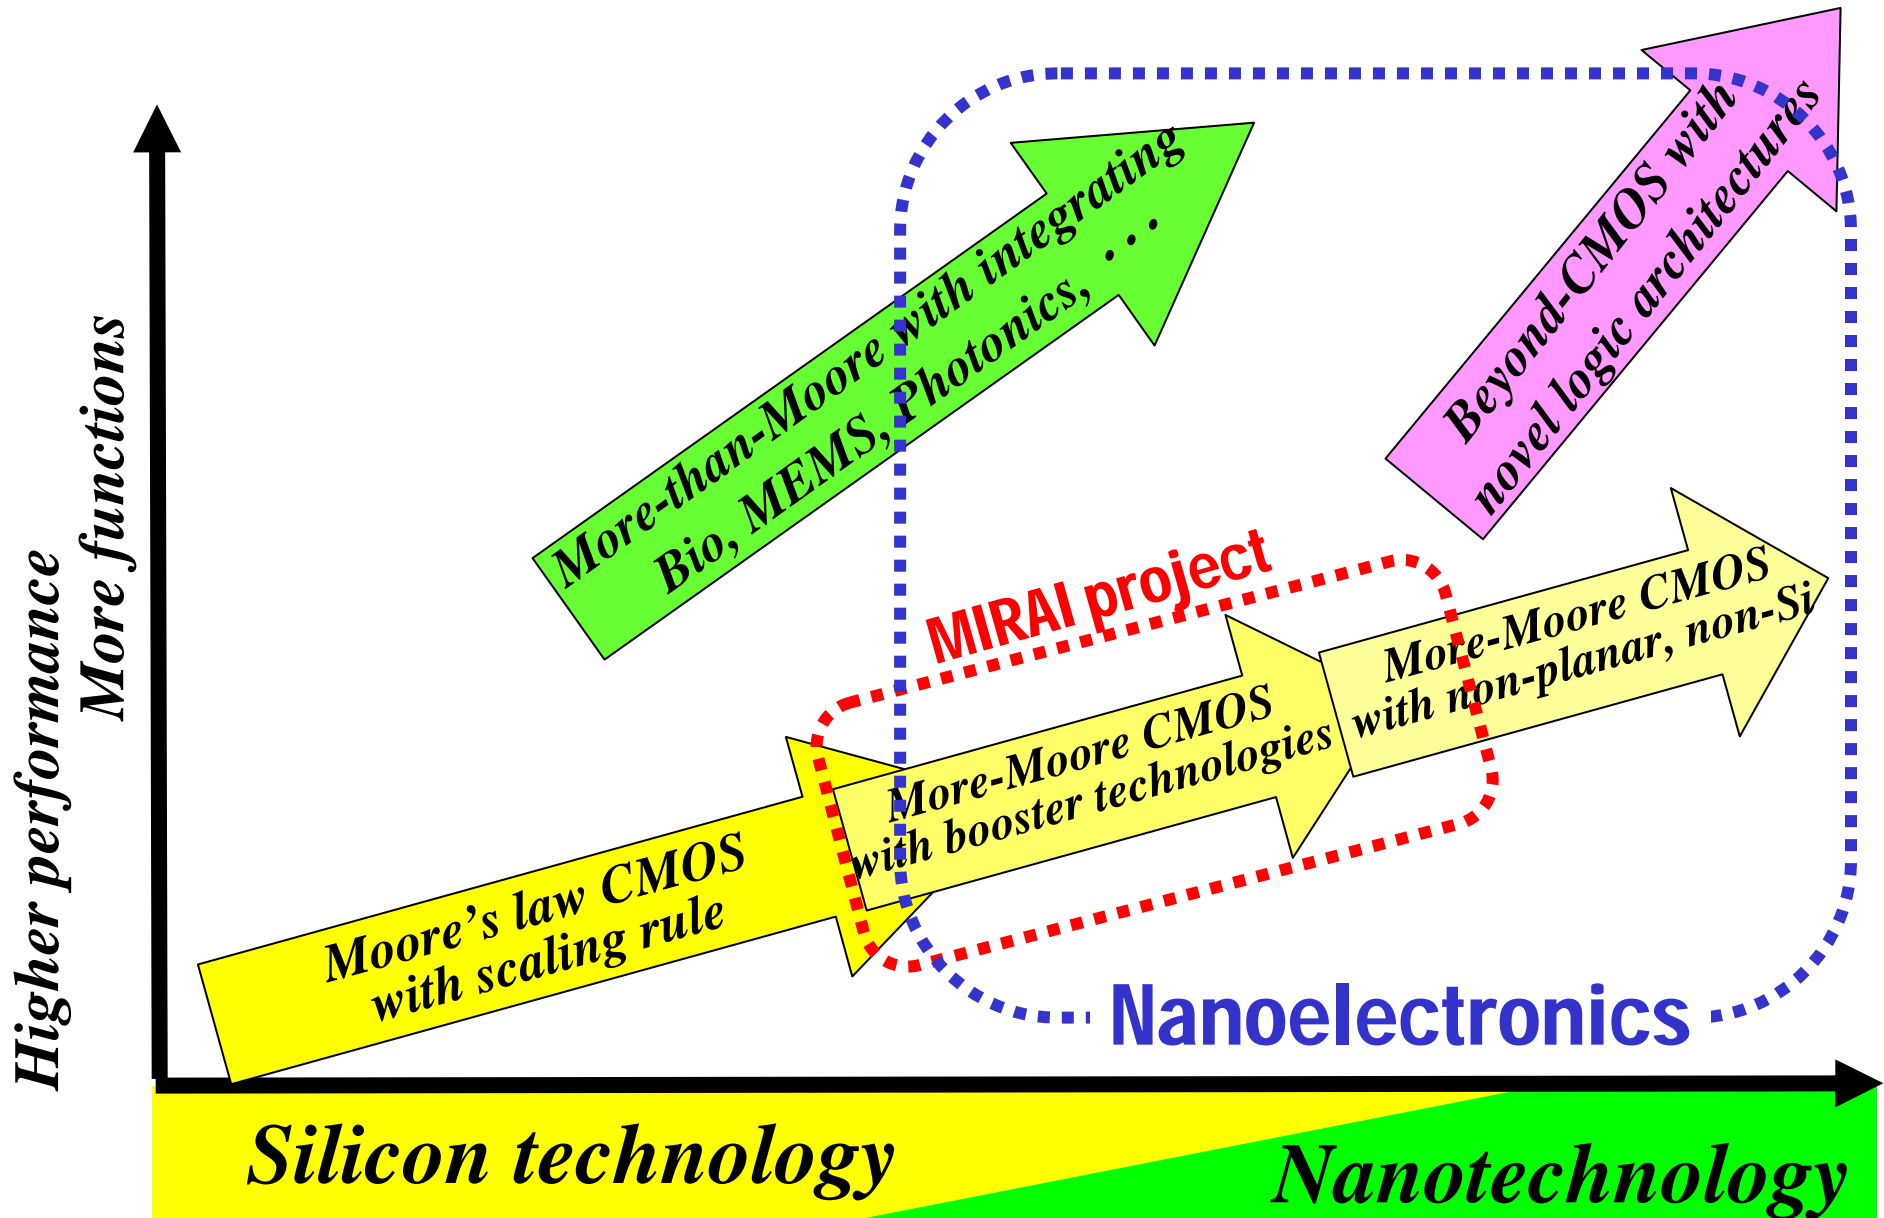 Higher performance
More functions
More-than-Moore with integrating
Bio, MEMS, Photonics, …
Beyond-CMOS with
novel logic architectures
MIRAI project
More-Moore CMOS
with non-planar, non-Si
More-Moore CMOS
with booster technologies
Moore’s law CMOS
with scaling rule
Nanoelectronics
Silicon technology
Nanotechnology